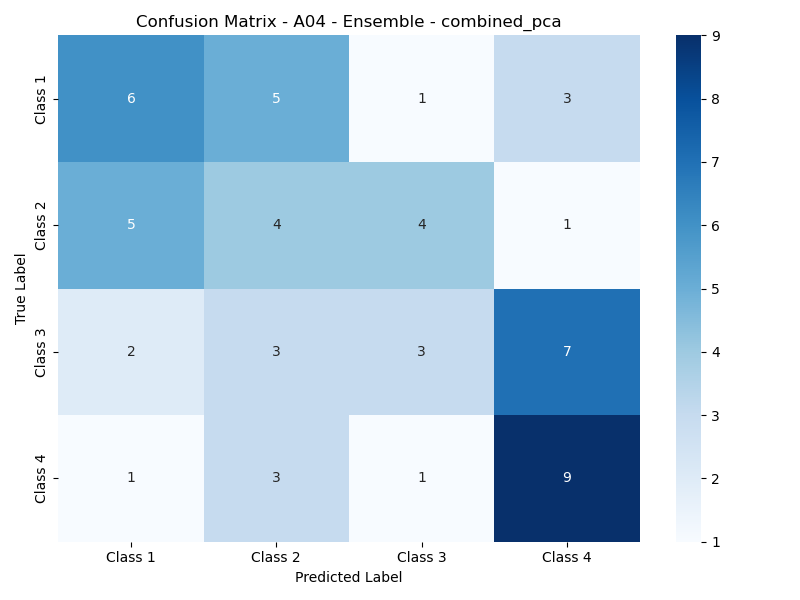 Confusion Matrix - A04 - Ensemble - combined_pca
True Label
Class 1
6 5 1 3
Class 2
5 4 4 1
Class 3
2 3 3 7
Class 4
1 3 1 9
Class 1 Class 2 Class 3 Class 4
Predicted Label
9
8
7
6
5
4
3
2
1